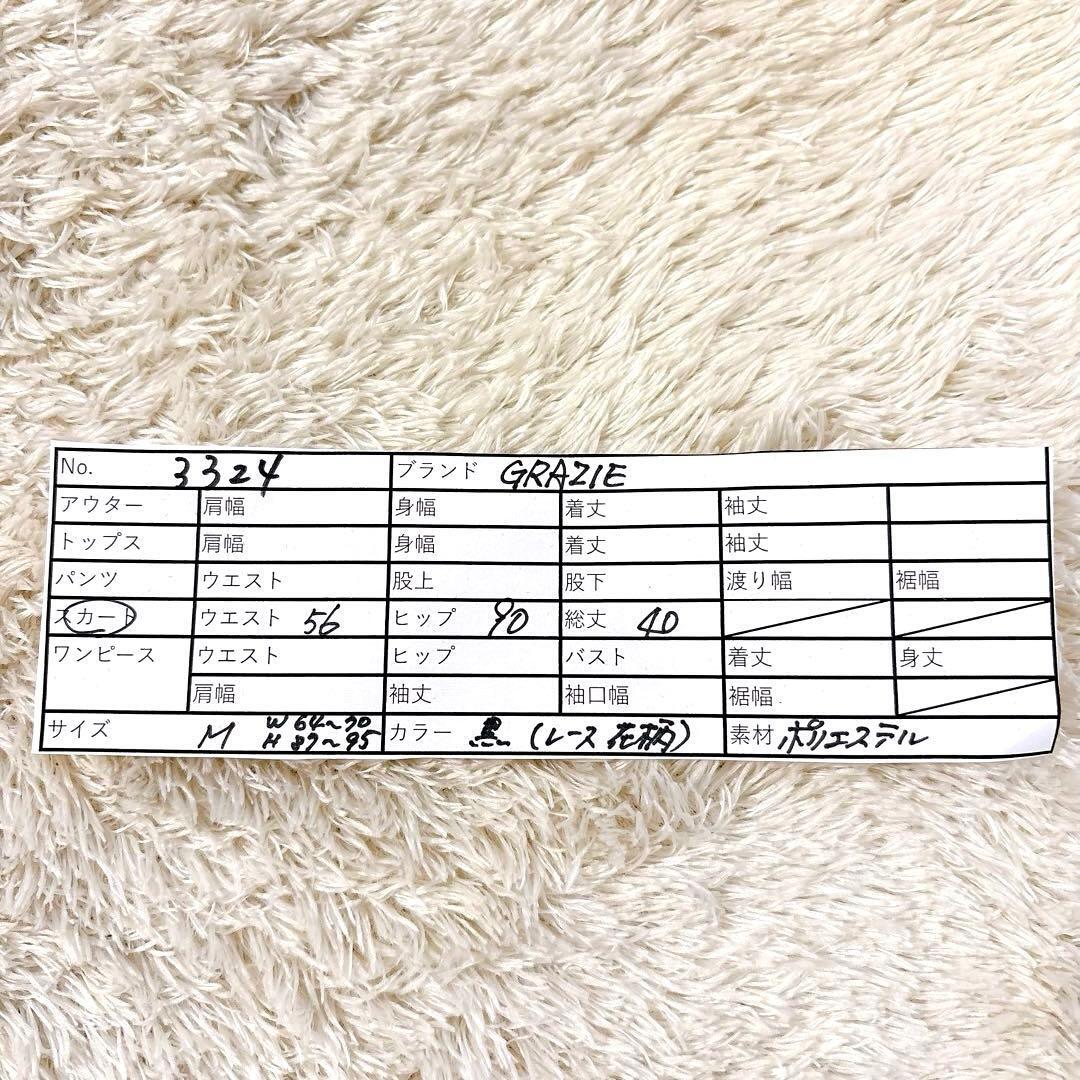 No. 3324 ブランド GRAZIE
アウター 肩幅 身幅 着丈 袖丈
トップス 肩幅 身幅 着丈 袖丈
パンツ ウエスト 股上 股下 渡り幅 裾幅
スカート ウエスト 56 ヒップ 90 総丈 40
ワンピース ウエスト ヒップ バスト 着丈 身丈
肩幅 袖丈 袖口幅 裾幅
サイズ M W 64～70 カラー 黒 (レース 花柄) 素材 ポリエステル
H 87～95